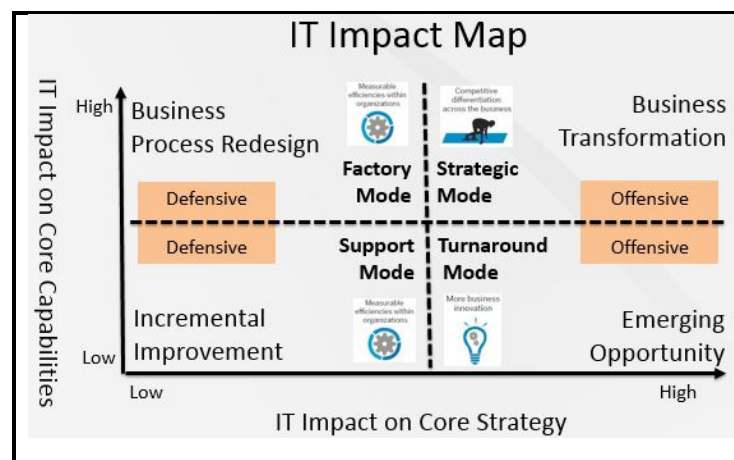 IT Impact Map
IT Impact on Core Capabilities
High
Business
Process Redesign
Measurable
efficiencies within
organizations
Factory
Mode
Competitive
differentiation
across the business
Strategic
Mode
Business
Transformation
Defensive
Offensive
Defensive
Offensive
Support
Mode
Turnaround
Mode
Incremental
Improvement
Measurable
efficiencies within
organizations
More business
innovation
Emerging
Opportunity
Low
Low
High
IT Impact on Core Strategy